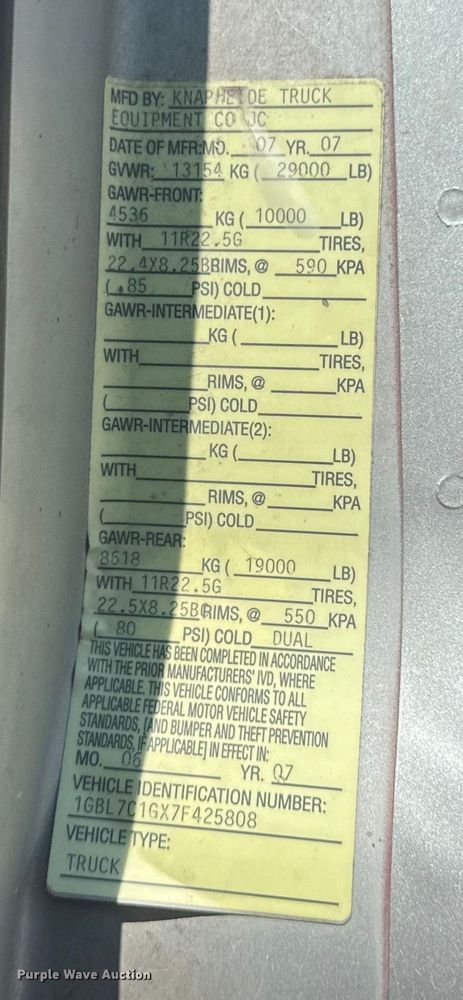 MFD BY: KNAPHEIDE TRUCK
EQUIPMENT CO JC
DATE OF MFR:MO. 07 YR. 07
GVWR: 13154 KG ( 29000 LB)
GAWR-FRONT:
4536 KG ( 10000 LB)
WITH 11R22.5G TIRES,
22.4X8.25B RIMS, @ 590 KPA
( .85 PSI) COLD
GAWR-INTERMEDIATE(1):
KG ( LB)
WITH TIRES,
RIMS, @ KPA
( PSI) COLD
GAWR-INTERMEDIATE(2):
KG ( LB)
WITH TIRES,
RIMS, @ KPA
( PSI) COLD
GAWR-REAR:
8618 KG ( 19000 LB)
WITH 11R22.5G TIRES,
22.5X8.25B RIMS, @ 550 KPA
( 80 PSI) COLD DUAL
THIS VEHICLE HAS BEEN COMPLETED IN ACCORDANCE
WITH THE PRIOR MANUFACTURERS' IVD, WHERE
APPLICABLE. THIS VEHICLE CONFORMS TO ALL
APPLICABLE FEDERAL MOTOR VEHICLE SAFETY
STANDARDS, [AND BUMPER AND THEFT PREVENTION
STANDARDS, IF APPLICABLE] IN EFFECT IN:
MO. 06 YR. 07
VEHICLE IDENTIFICATION NUMBER:
1GBL7C1GX7F425808
VEHICLE TYPE:
TRUCK
Purple Wave Auction